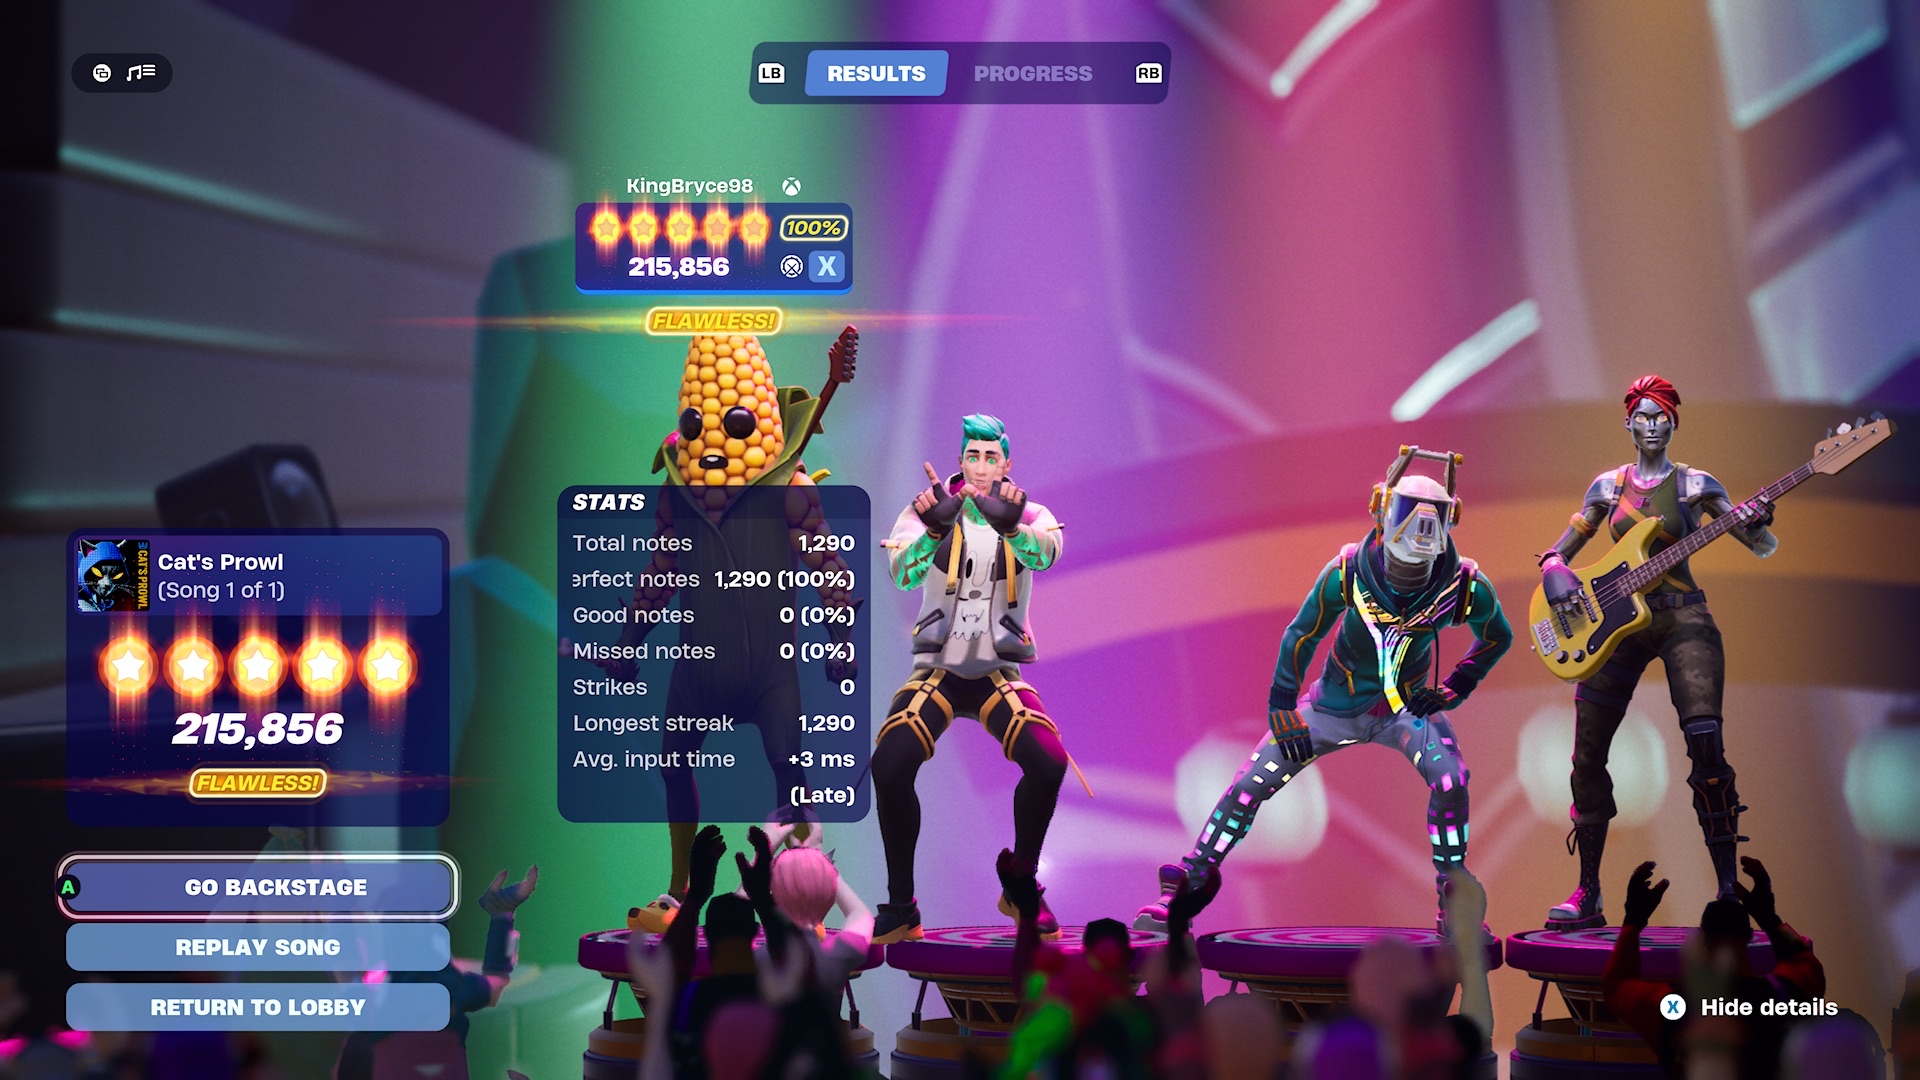 LB
RESULTS
PROGRESS
RB
KingBryce98
100%
215,856
X
FLAWLESS!
STATS
Total notes 1,290
erfect notes 1,290 (100%)
Good notes 0 (0%)
Missed notes 0 (0%)
Strikes 0
Longest streak 1,290
Avg. input time +3 ms
(Late)
CAT'S PROWL
Cat's Prowl
(Song 1 of 1)
215,856
FLAWLESS!
A GO BACKSTAGE
REPLAY SONG
RETURN TO LOBBY
X Hide details